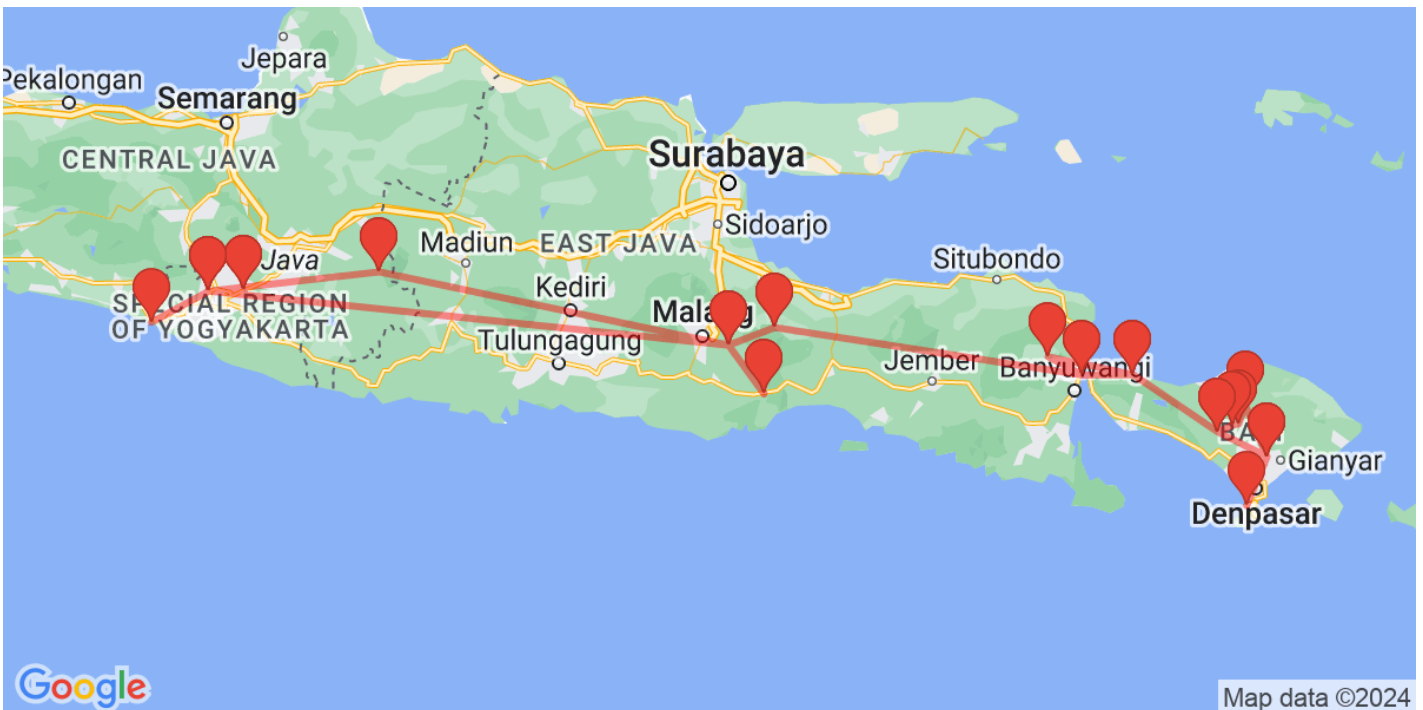 Jepara
Pekalongan
Semarang
CENTRAL JAVA
Surabaya
Sidoarjo
Java
Madiun
EAST JAVA
Situbondo
SPECIAL REGION
OF YOGYAKARTA
Kediri
Malang
Tulungagung
Jember
Banyuwangi
BALI
Gianyar
Denpasar
Google
Map data ©2024